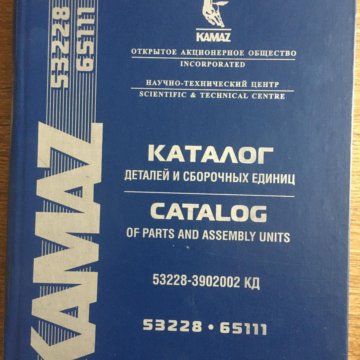 KAMAZ
ОТКРЫТОЕ АКЦИОНЕРНОЕ ОБЩЕСТВО
INCORPORATED
НАУЧНО-ТЕХНИЧЕСКИЙ ЦЕНТР
SCIENTIFIC & TECHNICAL CENTRE
КАТАЛОГ
ДЕТАЛЕЙ И СБОРОЧНЫХ ЕДИНИЦ
CATALOG
OF PARTS AND ASSEMBLY UNITS
53228-3902002 КД
53228 • 65111
KAMAZ
53228
65111